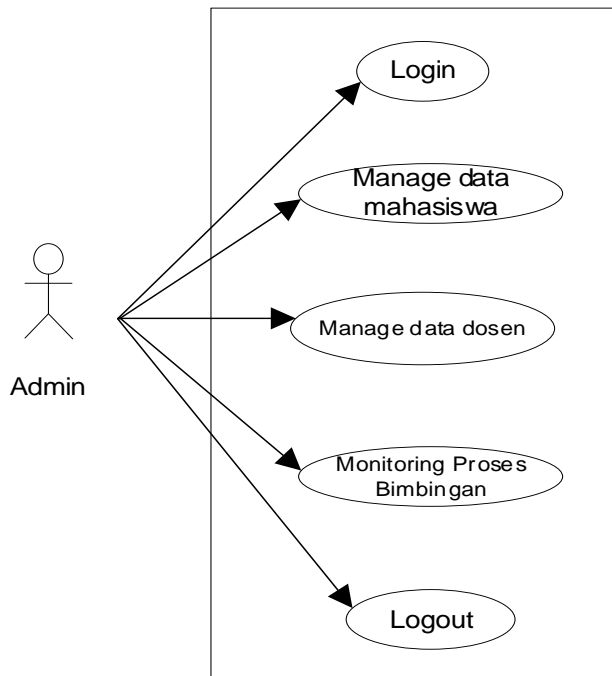 Login
Manage data
mahasiswa
Manage data dosen
Admin
Monitoring Proses
Bimbingan
Logout